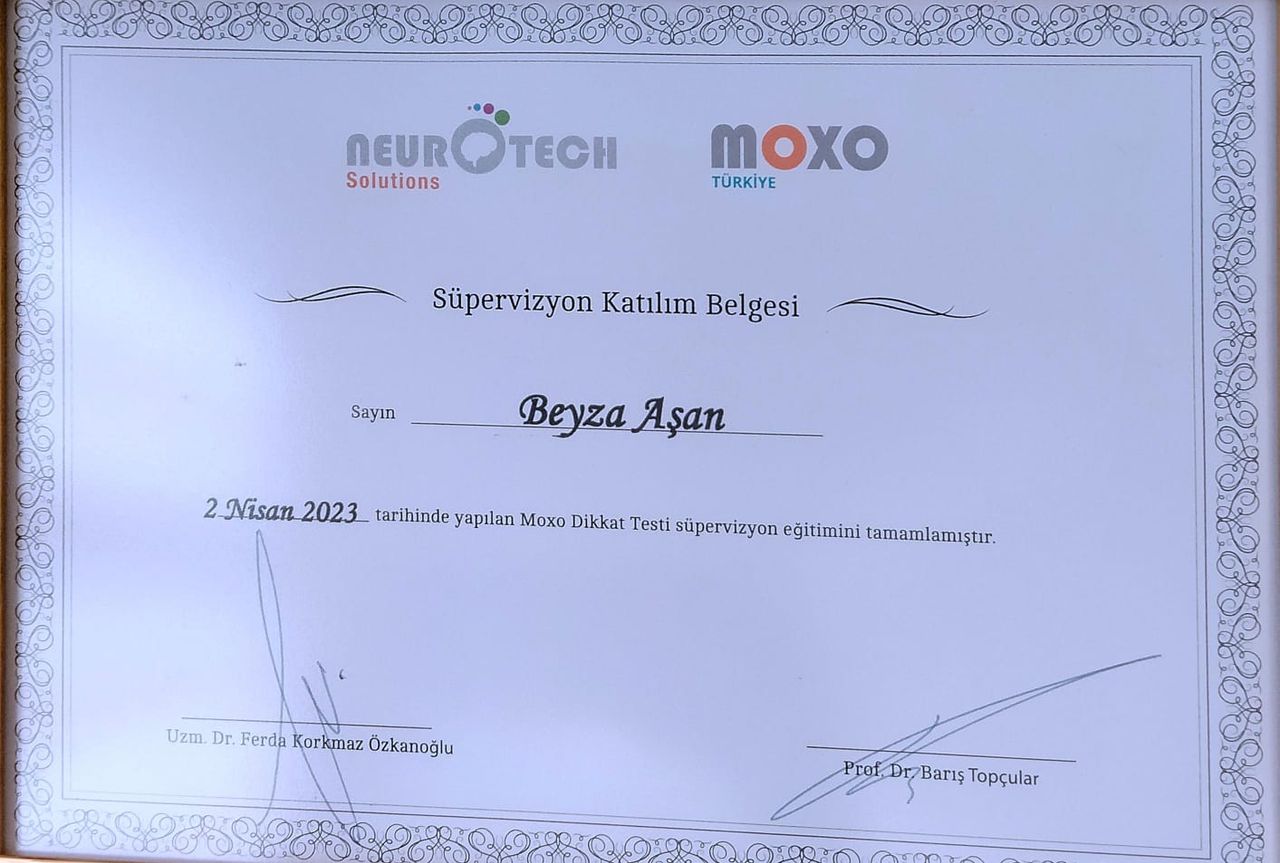 NEUROTECH
Solutions
MOXO
TÜRKİYE
Süpervizyon Katılım Belgesi
Sayın Beyza Aşan
2 Nisan 2023 tarihinde yapılan Moxo Dikkat Testi süpervizyon eğitimini tamamlamıştır.
Uzm. Dr. Ferda Korkmaz Özkanoğlu
Prof. Dr. Barış Topçular